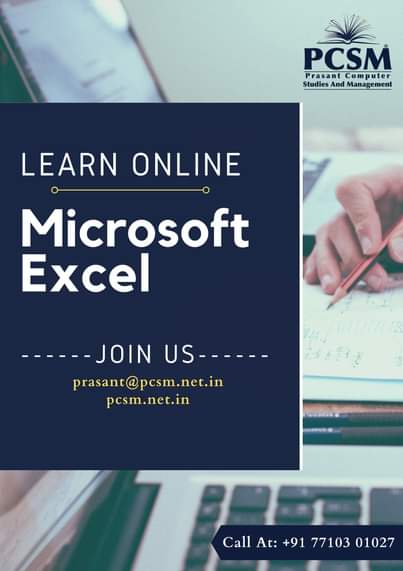 PCSM
Prasant Computer
Studies And Management
LEARN ONLINE
Microsoft
Excel
------JOIN US------
prasant@pcsm.net.in
pcsm.net.in
Call At: +91 77103 01027